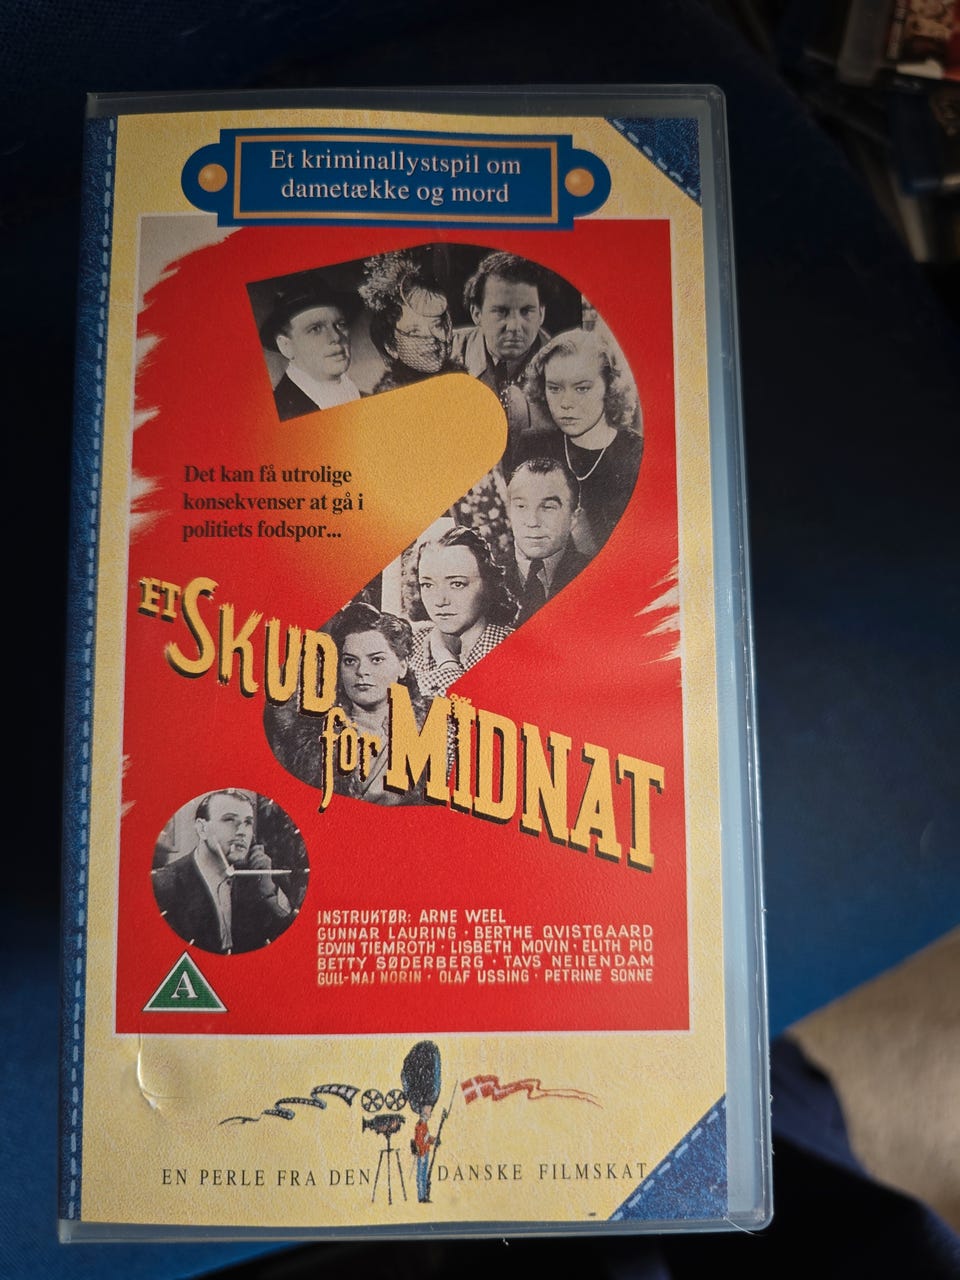 Et kriminallystspil om
dametække og mord
Det kan få utrolige
konsekvenser at gå i
politiets fodspor...
ET SKUD før MIDNAT
INSTRUKTØR: ARNE WEEL
GUNNAR LAURING · BERTHE QVISTGAARD
EDVIN TIEMROTH · LISBETH MOVIN · ELITH PIO
BETTY SØDERBERG · TAVS NEIIENDAM
GULL-MAJ NORIN · OLAF USSING · PETRINE SONNE
A
EN PERLE FRA DEN DANSKE FILMSKAT